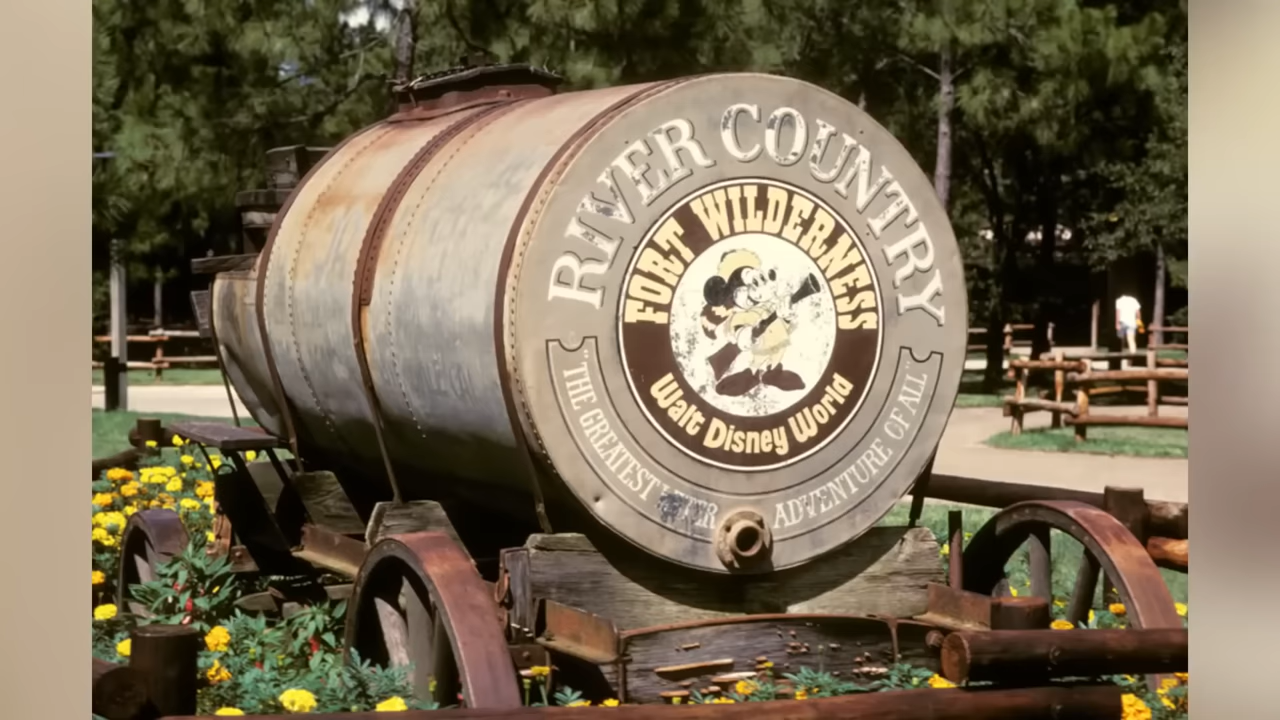 RIVER COUNTRY
FORT WILDERNESS
Walt Disney World
"THE GREATEST ADVENTURE OF ALL"